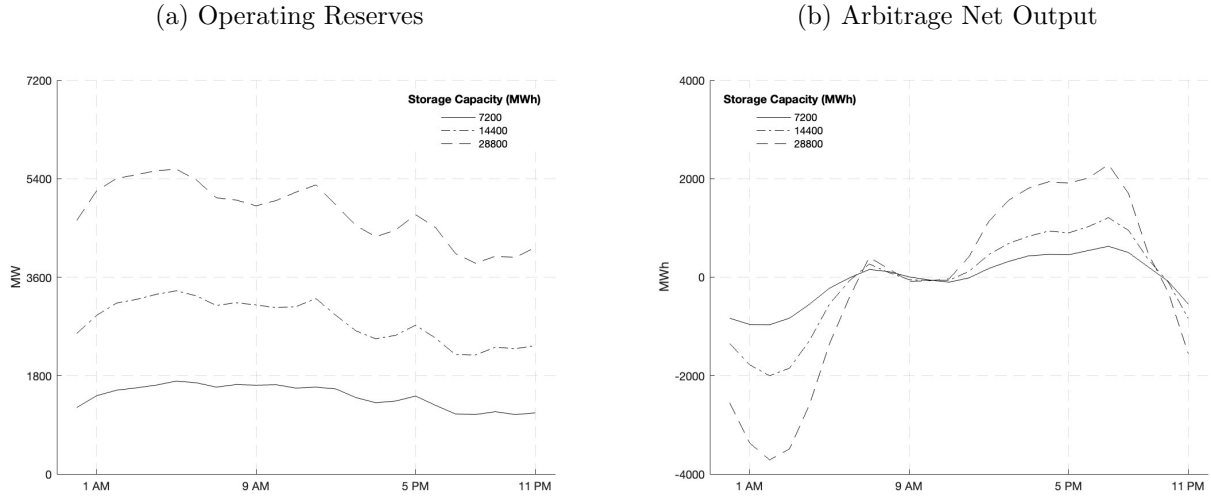 (a) Operating Reserves
7200
5400
3600
1800
0
MW
Storage Capacity (MWh)
7200
14400
28800
1 AM
9 AM
5 PM
11 PM
(b) Arbitrage Net Output
4000
2000
0
-2000
-4000
MWh
Storage Capacity (MWh)
7200
14400
28800
1 AM
9 AM
5 PM
11 PM